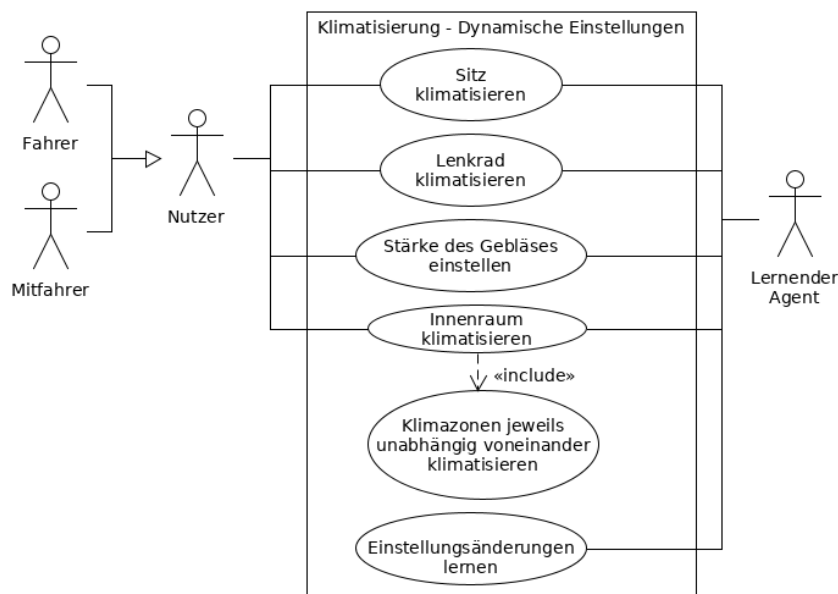 Klimatisierung - Dynamische Einstellungen
Sitz
klimatisieren
Fahrer
Lenkrad
klimatisieren
Nutzer
Stärke des Gebläses
einstellen
Mitfahrer
Lernender
Agent
Innenraum
klimatisieren
«include»
Klimazonen jeweils
unabhängig voneinander
klimatisieren
Einstellungsänderungen
lernen